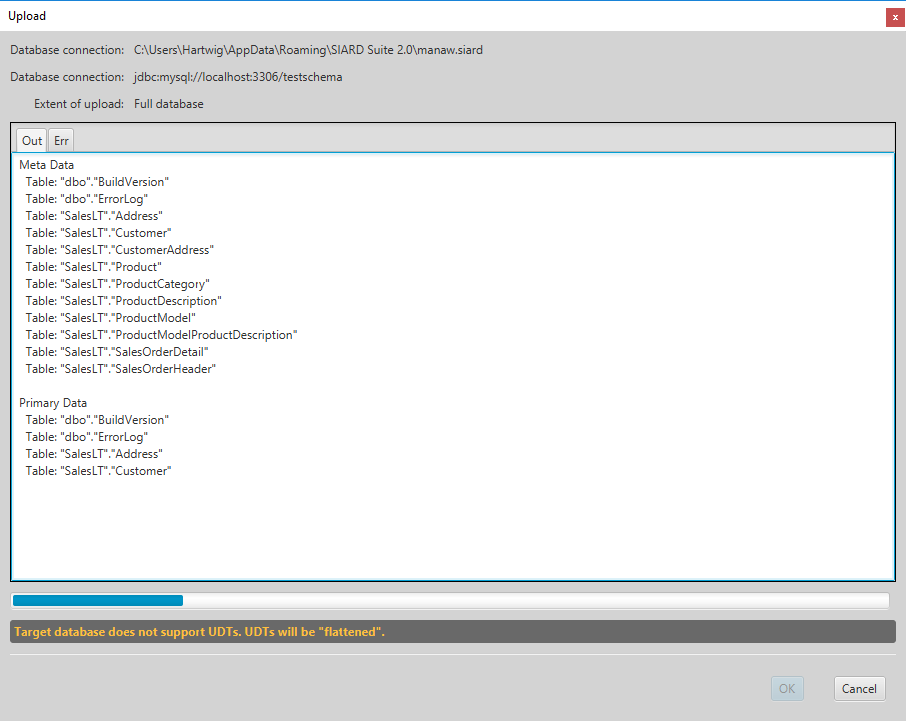 Upload
x
Database connection: C:\Users\Hartwig\AppData\Roaming\SIARD Suite 2.0\manaw.siard
Database connection: jdbc:mysql://localhost:3306/testschema
Extent of upload: Full database
Out Err
Meta Data
Table: "dbo"."BuildVersion"
Table: "dbo"."ErrorLog"
Table: "SalesLT"."Address"
Table: "SalesLT"."Customer"
Table: "SalesLT"."CustomerAddress"
Table: "SalesLT"."Product"
Table: "SalesLT"."ProductCategory"
Table: "SalesLT"."ProductDescription"
Table: "SalesLT"."ProductModel"
Table: "SalesLT"."ProductModelProductDescription"
Table: "SalesLT"."SalesOrderDetail"
Table: "SalesLT"."SalesOrderHeader"
Primary Data
Table: "dbo"."BuildVersion"
Table: "dbo"."ErrorLog"
Table: "SalesLT"."Address"
Table: "SalesLT"."Customer"
Target database does not support UDTs. UDTs will be "flattened".
OK Cancel